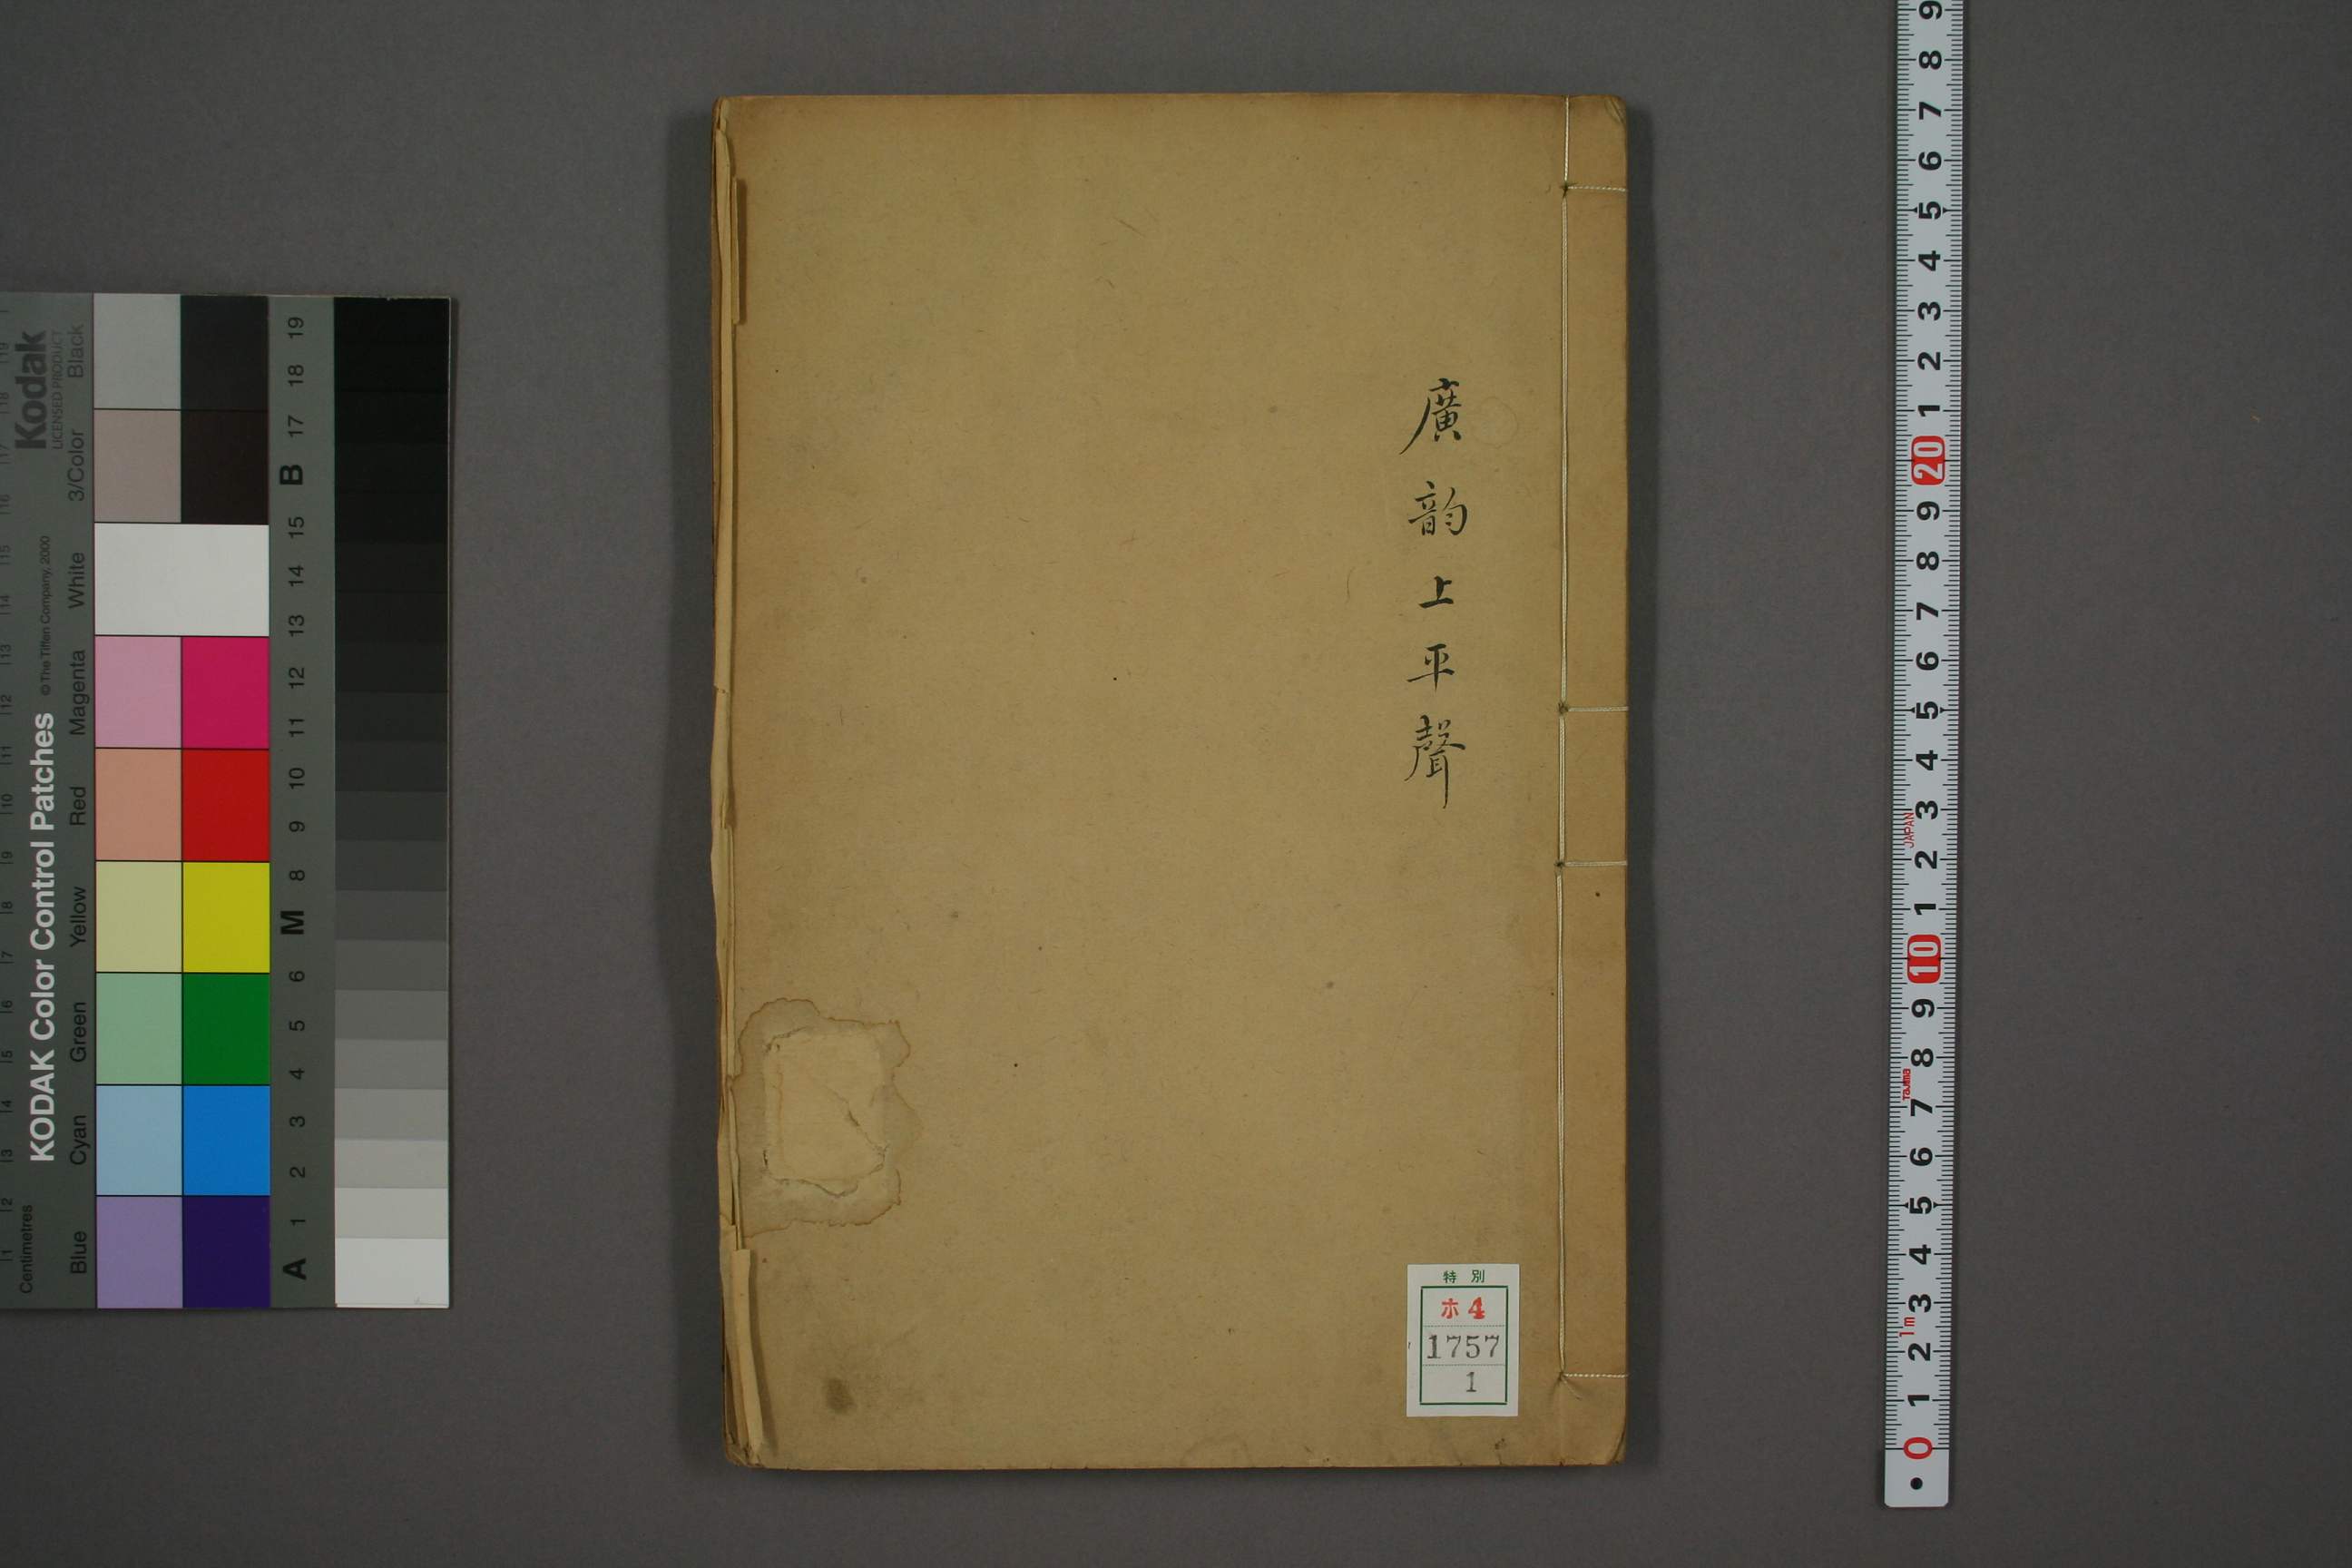 廣韵上平聲
特別
ホ4
1757
1
Kodak
LICENSED PRODUCT
KODAK Color Control Patches
© The Tiffen Company, 2000
Centimetres
Blue Cyan Green Yellow Red Magenta White 3/Color Black
A 1 2 3 4 5 6 M 8 9 10 11 12 13 14 15 B 17 18 19
9 8 7 6 5 4 3 2 1 20 9 8 7 6 5 4 3 2 1 10 9 8 7 6 5 4 3 2 1 0
JAPAN
Tajima
1m